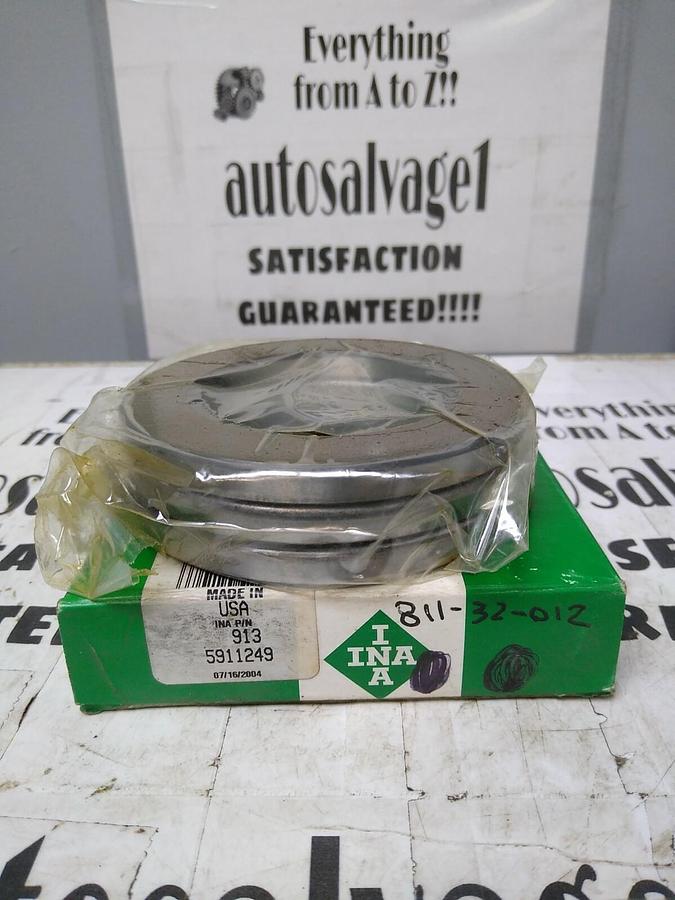 Everything
from A to Z!!
autosalvage1
SATISFACTION
GUARANTEED!!!!
MADE IN
USA
INA P/N
913
5911249
07/16/2004
I
INA
A
811-32-012